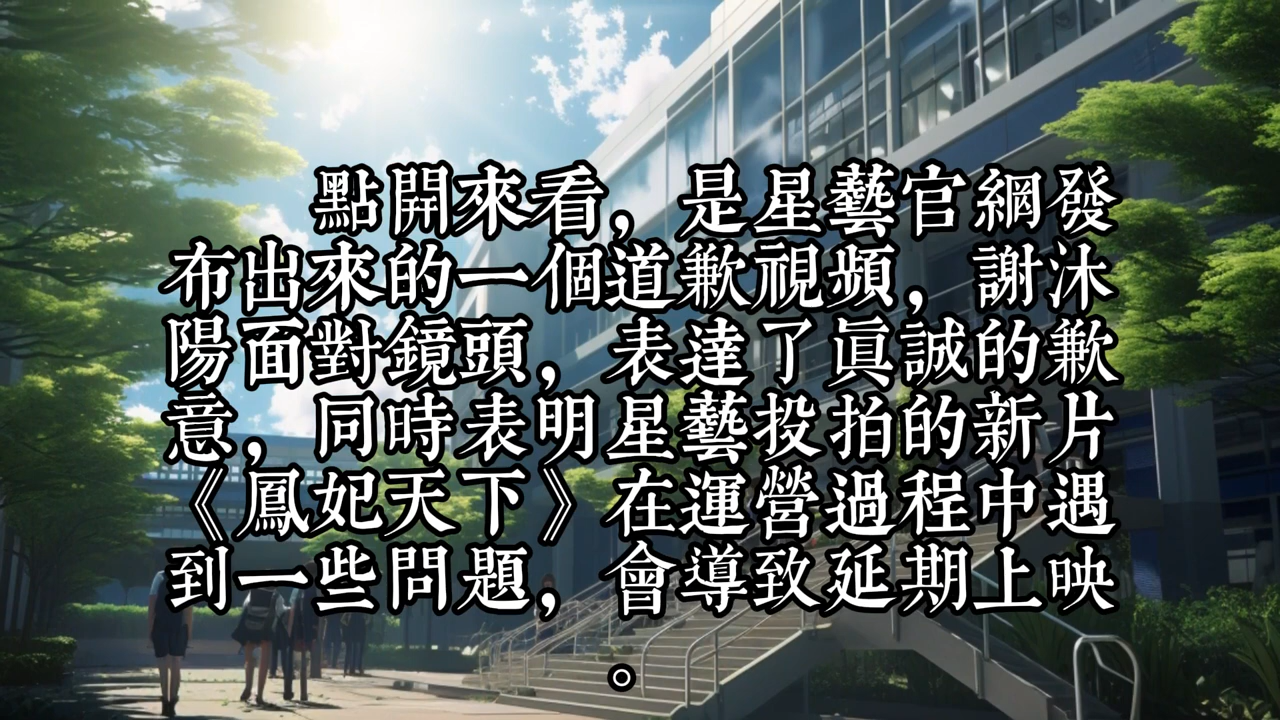 點開來看，是星藝官網發
布出來的一個道歉視頻，謝沐
陽面對鏡頭，表達了眞誠的歉
意，同時表明星藝投拍的新片
《鳳妃天下》在運營過程中遇
到一些問題，會導致延期上映
。